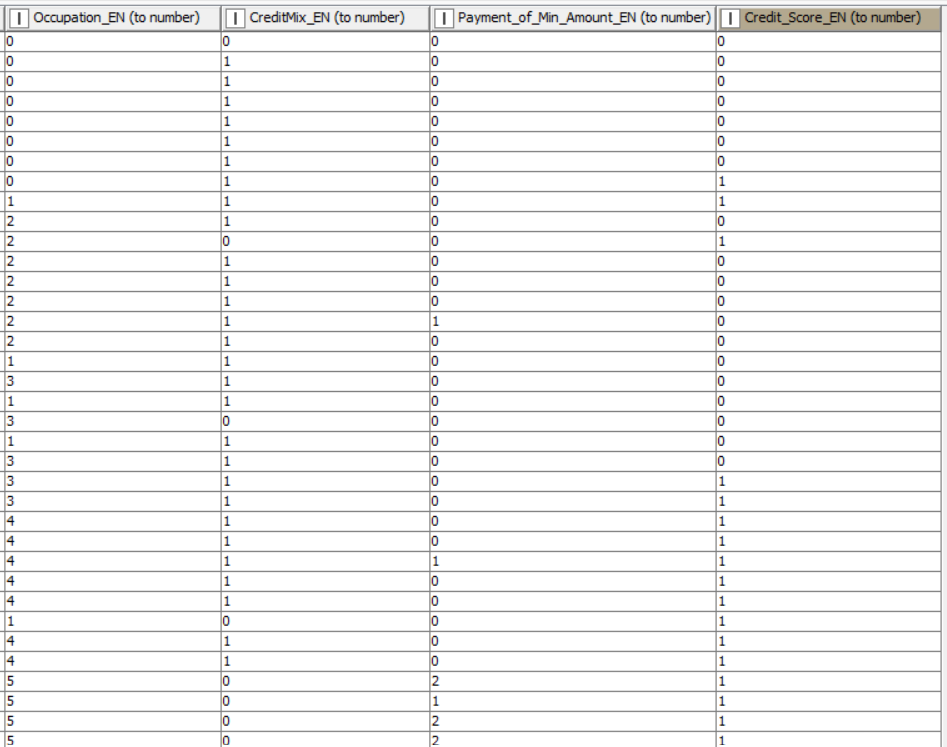 I Occupation_EN (to number) I CreditMix_EN (to number) I Payment_of_Min_Amount_EN (to number) I Credit_Score_EN (to number)
0 0 0 0
0 1 0 0
0 1 0 0
0 1 0 0
0 1 0 0
0 1 0 0
0 1 0 0
0 1 0 1
1 1 0 1
2 1 0 0
2 0 0 1
2 1 0 0
2 1 0 0
2 1 0 0
2 1 1 0
2 1 0 0
1 1 0 0
3 1 0 0
1 1 0 0
3 0 0 0
1 1 0 0
3 1 0 0
3 1 0 1
3 1 0 1
4 1 0 1
4 1 0 1
4 1 1 1
4 1 0 1
4 1 0 1
1 0 0 1
4 1 0 1
4 1 0 1
5 0 2 1
5 0 1 1
5 0 2 1
5 0 2 1